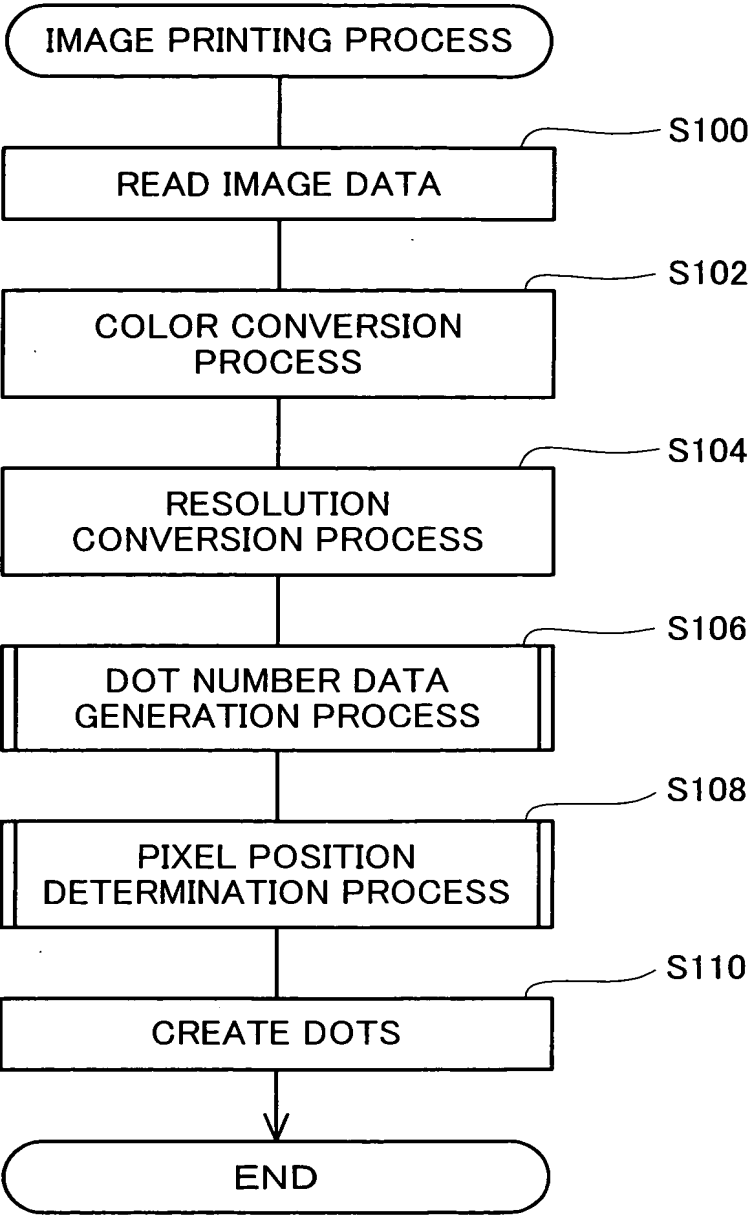 IMAGE PRINTING PROCESS
S100
READ IMAGE DATA
S102
COLOR CONVERSION
PROCESS
S104
RESOLUTION
CONVERSION PROCESS
S106
DOT NUMBER DATA
GENERATION PROCESS
S108
PIXEL POSITION
DETERMINATION PROCESS
S110
CREATE DOTS
END